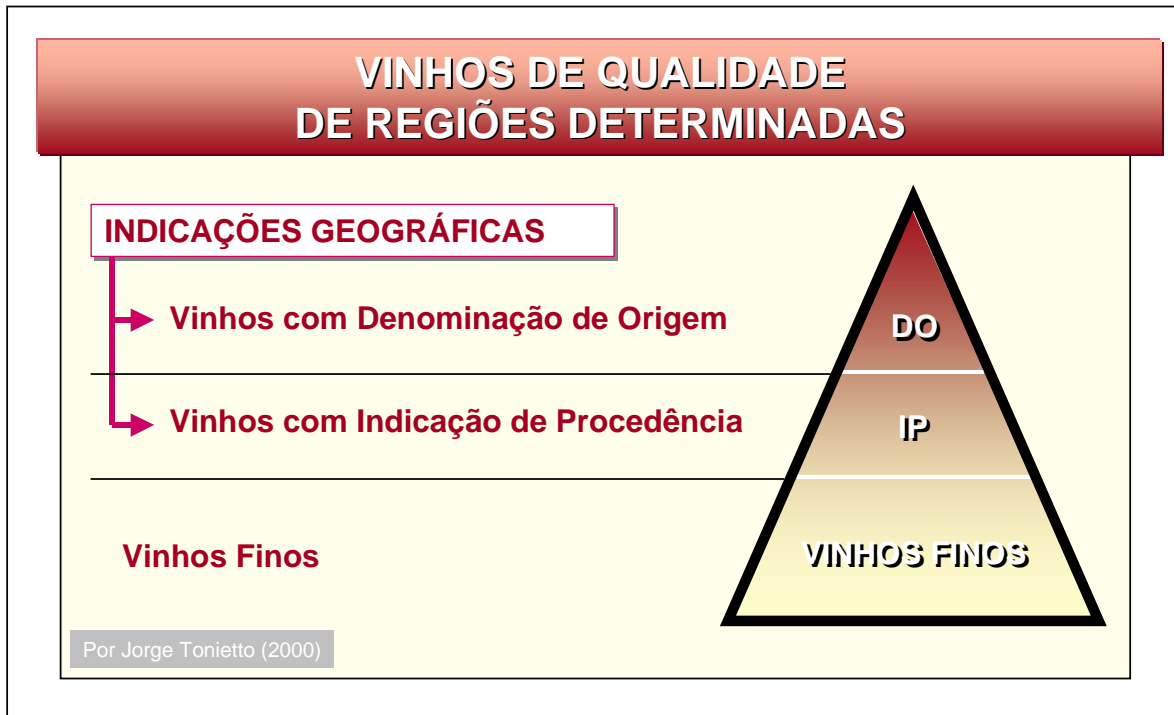 VINHOS DE QUALIDADE
DE REGIÕES DETERMINADAS
INDICAÇÕES GEOGRÁFICAS
Vinhos com Denominação de Origem
DO
Vinhos com Indicação de Procedência
IP
Vinhos Finos
VINHOS FINOS
Por Jorge Tonietto (2000)